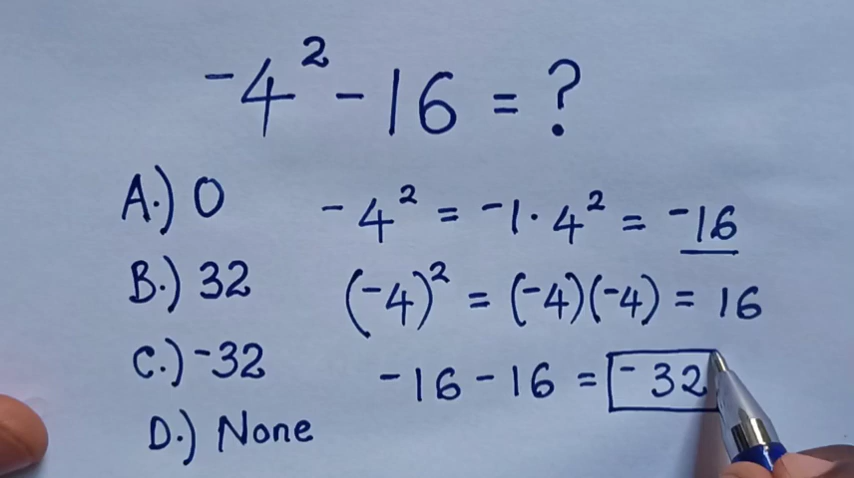 -4² - 16 = ?
A.) 0
B.) 32
C.) -32
D.) None
-4² = -1 · 4² = -16
(-4)² = (-4)(-4) = 16
-16 - 16 = -32